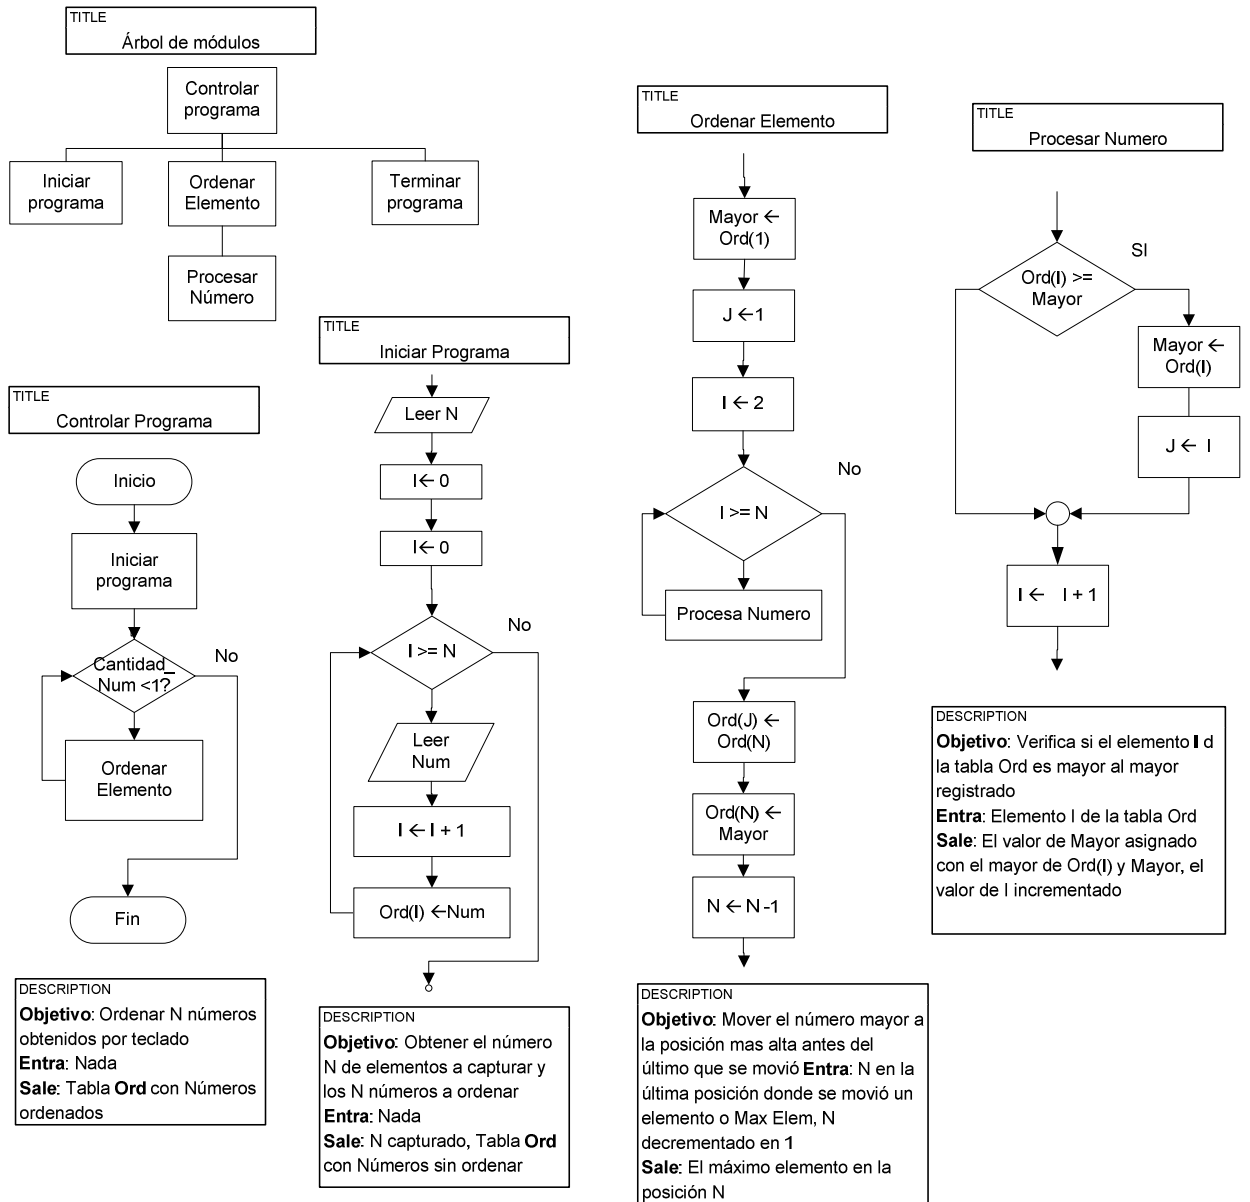 TITLE
Árbol de módulos
Controlar
programa
Iniciar
programa
Ordenar
Elemento
Terminar
programa
Procesar
Número
TITLE
Controlar Programa
Inicio
Iniciar
programa
Cantidad_
Num <1?
No
Ordenar
Elemento
Fin
DESCRIPTION
Objetivo: Ordenar N números
obtenidos por teclado
Entra: Nada
Sale: Tabla Ord con Números
ordenados
TITLE
Iniciar Programa
Leer N
I← 0
I← 0
I >= N
No
Leer
Num
I ← I + 1
Ord(I) ←Num
DESCRIPTION
Objetivo: Obtener el número
N de elementos a capturar y
los N números a ordenar
Entra: Nada
Sale: N capturado, Tabla Ord
con Números sin ordenar
TITLE
Ordenar Elemento
Mayor ←
Ord(1)
J ←1
I ← 2
No
I >= N
Procesa Numero
Ord(J) ←
Ord(N)
Ord(N) ←
Mayor
N ← N -1
DESCRIPTION
Objetivo: Mover el número mayor a
la posición mas alta antes del
último que se movió Entra: N en la
última posición donde se movió un
elemento o Max Elem, N
decrementado en 1
Sale: El máximo elemento en la
posición N
TITLE
Procesar Numero
SI
Ord(I) >=
Mayor
Mayor ←
Ord(I)
J ← I
I ← I + 1
DESCRIPTION
Objetivo: Verifica si el elemento I d
la tabla Ord es mayor al mayor
registrado
Entra: Elemento I de la tabla Ord
Sale: El valor de Mayor asignado
con el mayor de Ord(I) y Mayor, el
valor de I incrementado